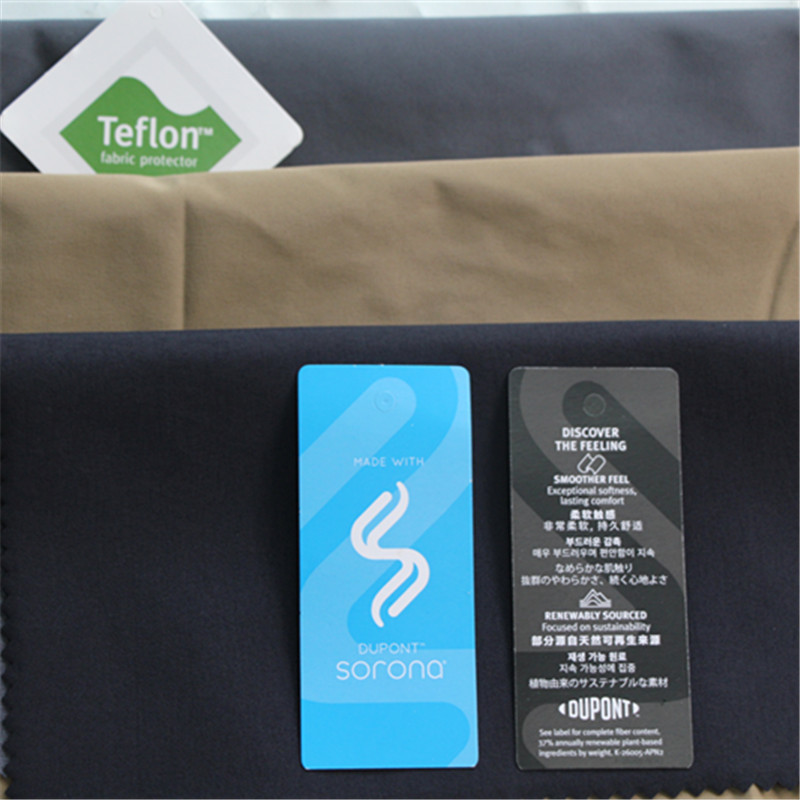 Teflon™
fabric protector
MADE WITH
DUPONT™
sorona®
DISCOVER
THE FEELING
SMOOTHER FEEL
Exceptional softness,
lasting comfort
柔软触感
非常柔软, 持久舒适
부드러운 감촉
매우 부드러우며 편안함이 지속
なめらかな肌触り
抜群のやわらかさ、続く心地よさ
RENEWABLY SOURCED
Focused on sustainability
部分源自天然可再生来源
재생 가능 원료
지속 가능성에 집중
植物由来のサステナブルな素材
DUPONT
See label for complete fiber content.
37% annually renewable plant-based
ingredients by weight. K-26005-APN2